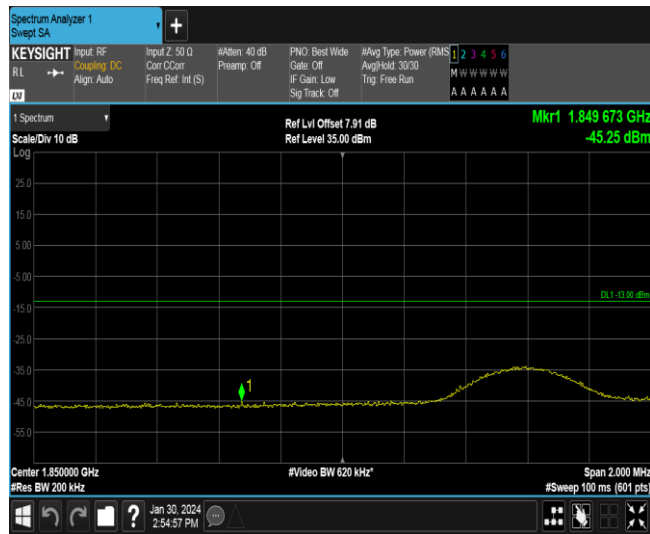 Spectrum Analyzer 1
Swept SA
+
KEYSIGHT
RL
LXI
Input: RF
Coupling: DC
Align: Auto
Input Z: 50 Ω
Corr CCorr
Freq Ref: Int (S)
#Atten: 40 dB
Preamp: Off
PNO: Best Wide
Gate: Off
IF Gain: Low
Sig Track: Off
#Avg Type: Power (RMS
Avg|Hold: 30/30
Trig: Free Run
1 2 3 4 5 6
M W W W W W
A A A A A A
1 Spectrum
Scale/Div 10 dB
Log
Ref Lvl Offset 7.91 dB
Ref Level 35.00 dBm
Mkr1 1.849 673 GHz
-45.25 dBm
25.0
15.0
5.00
-5.00
DL1 -13.00 dBm
-15.0
-25.0
-35.0
1
-45.0
-55.0
Center 1.850000 GHz
#Video BW 620 kHz*
Span 2.000 MHz
#Res BW 200 kHz
#Sweep 100 ms (601 pts)
?
Jan 30, 2024
2:54:57 PM